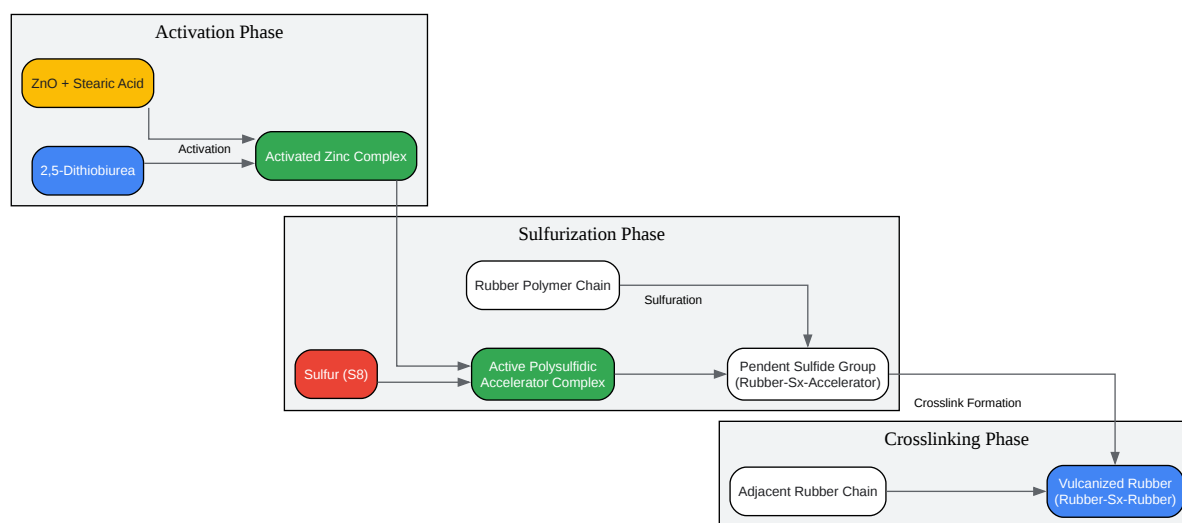 Activation Phase
ZnO + Stearic Acid
Activation
2,5-Dithiobiurea
Activated Zinc Complex
Sulfurization Phase
Rubber Polymer Chain
Sulfuration
Sulfur (S8)
Active Polysulfidic
Accelerator Complex
Pendent Sulfide Group
(Rubber-Sx-Accelerator)
Crosslink Formation
Crosslinking Phase
Adjacent Rubber Chain
Vulcanized Rubber
(Rubber-Sx-Rubber)